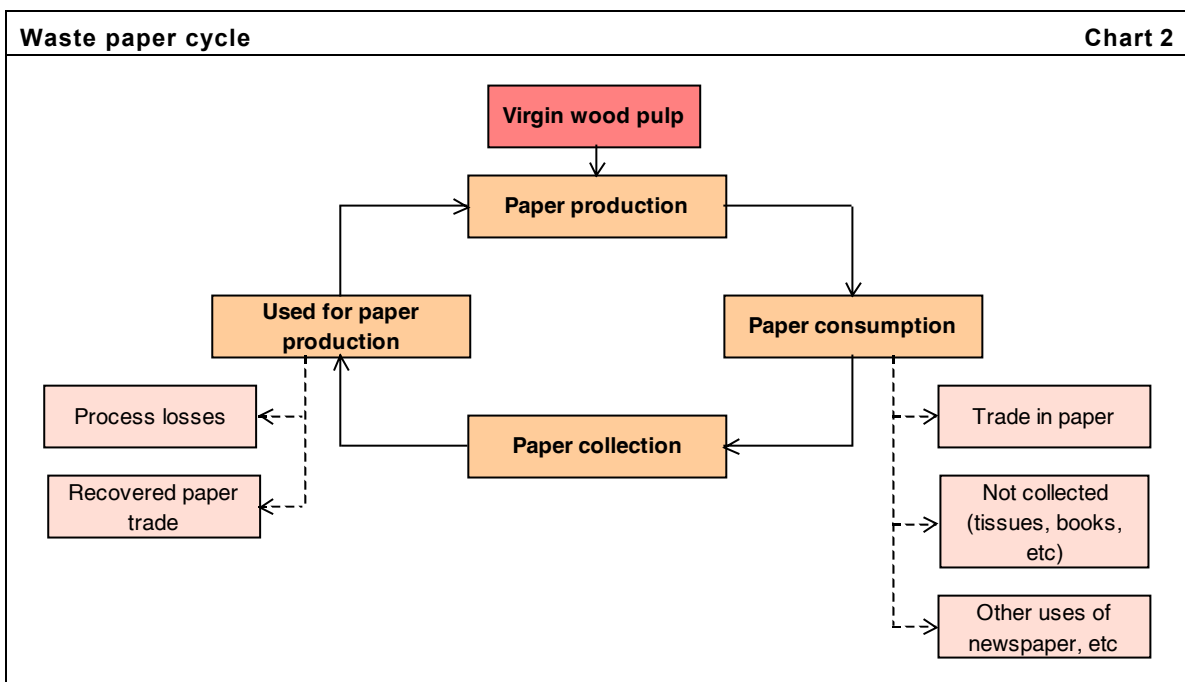 Waste paper cycle
Chart 2
Virgin wood pulp
Paper production
Used for paper
production
Paper consumption
Process losses
Paper collection
Trade in paper
Recovered paper
trade
Not collected
(tissues, books,
etc)
Other uses of
newspaper, etc